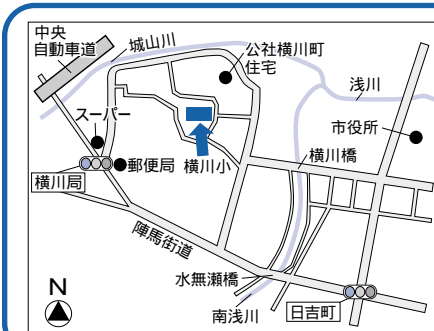 中央
自動車道
城山川
公社横川町
住宅
浅川
スーパー
市役所
横川橋
郵便局
横川小
横川局
陣馬街道
水無瀬橋
N
南浅川
日吉町